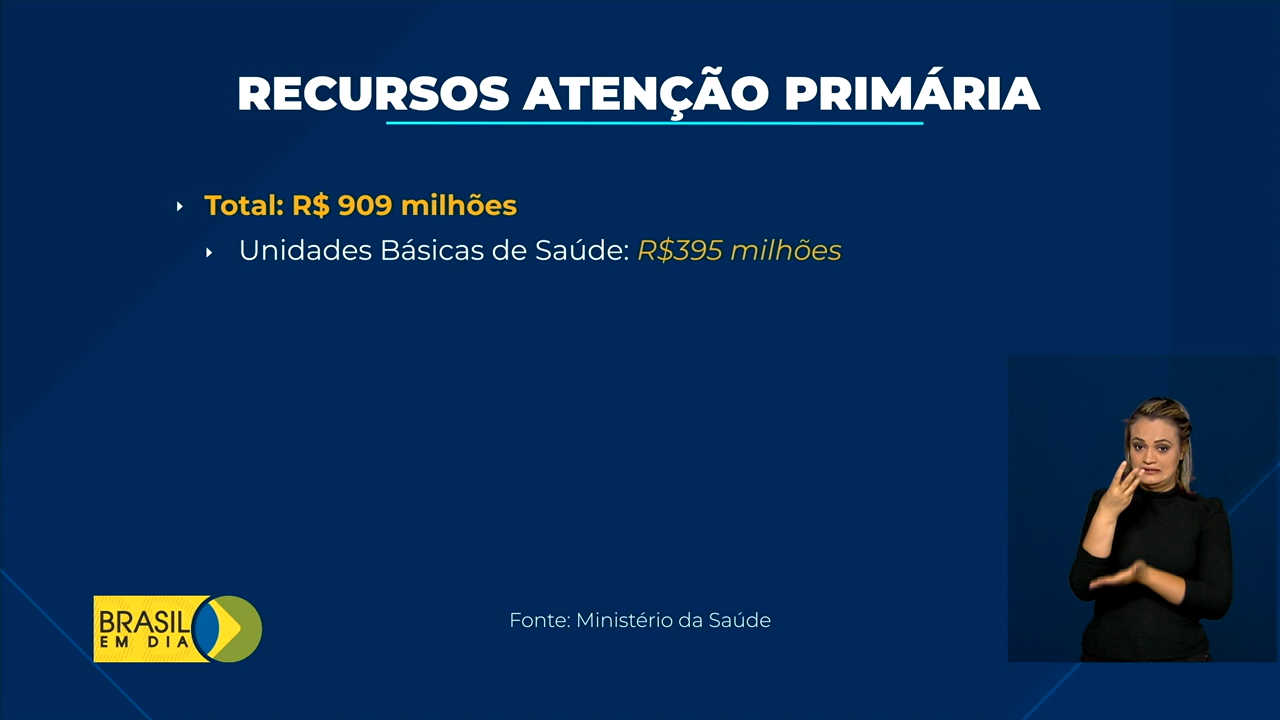 RECURSOS ATENÇÃO PRIMÁRIA
Total: R$ 909 milhões
Unidades Básicas de Saúde: R$395 milhões
Fonte: Ministério da Saúde
BRASIL
EM DIA